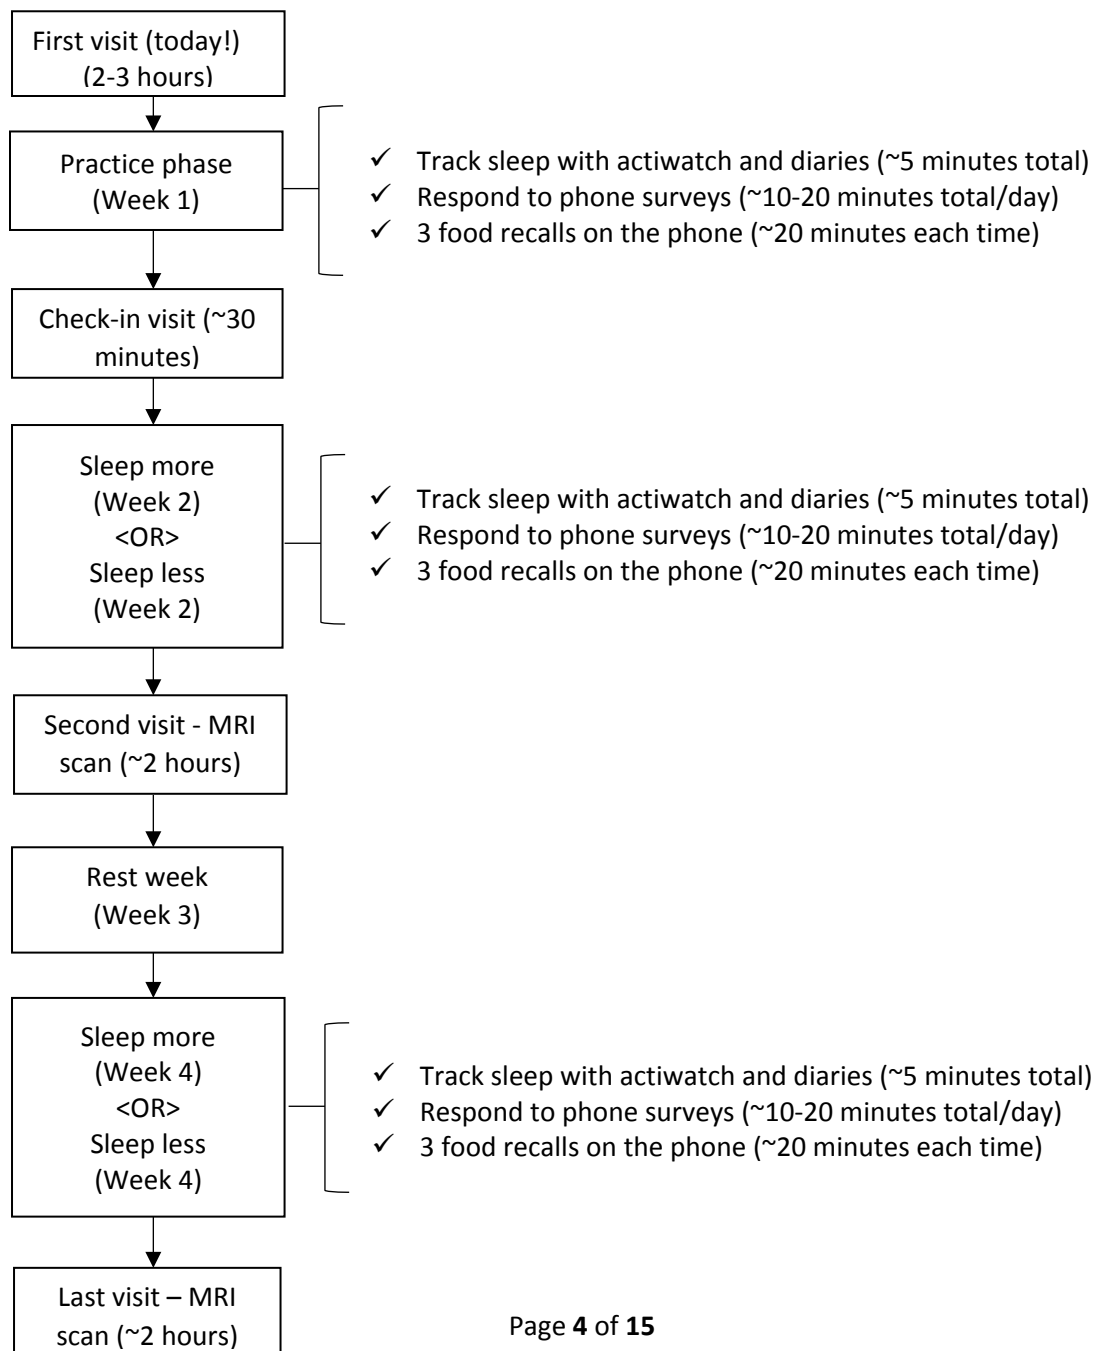 First visit (today!)
(2-3 hours)
Practice phase
(Week 1)
✓ Track sleep with actiwatch and diaries (~5 minutes total)
✓ Respond to phone surveys (~10-20 minutes total/day)
✓ 3 food recalls on the phone (~20 minutes each time)
Check-in visit (~30
minutes)
Sleep more
(Week 2)
<OR>
Sleep less
(Week 2)
✓ Track sleep with actiwatch and diaries (~5 minutes total)
✓ Respond to phone surveys (~10-20 minutes total/day)
✓ 3 food recalls on the phone (~20 minutes each time)
Second visit - MRI
scan (~2 hours)
Rest week
(Week 3)
Sleep more
(Week 4)
<OR>
Sleep less
(Week 4)
✓ Track sleep with actiwatch and diaries (~5 minutes total)
✓ Respond to phone surveys (~10-20 minutes total/day)
✓ 3 food recalls on the phone (~20 minutes each time)
Last visit – MRI
scan (~2 hours)
Page 4 of 15